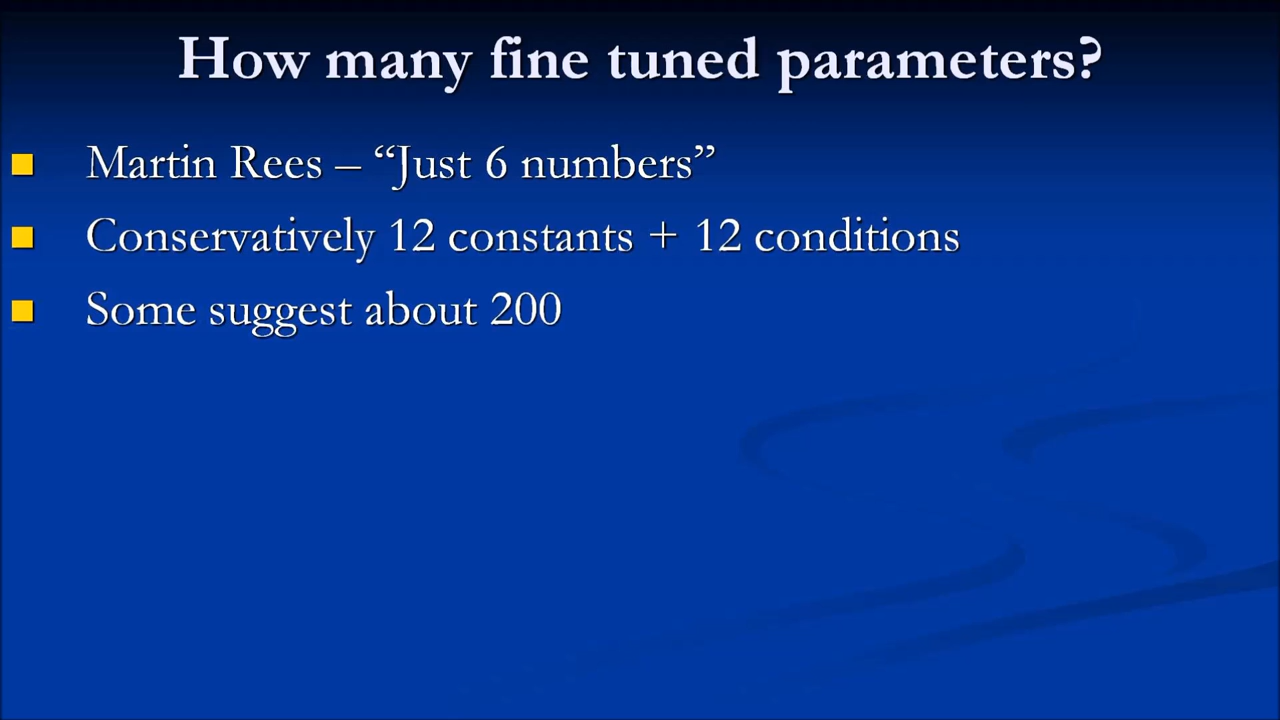 How many fine tuned parameters?
Martin Rees – “Just 6 numbers”
Conservatively 12 constants + 12 conditions
Some suggest about 200